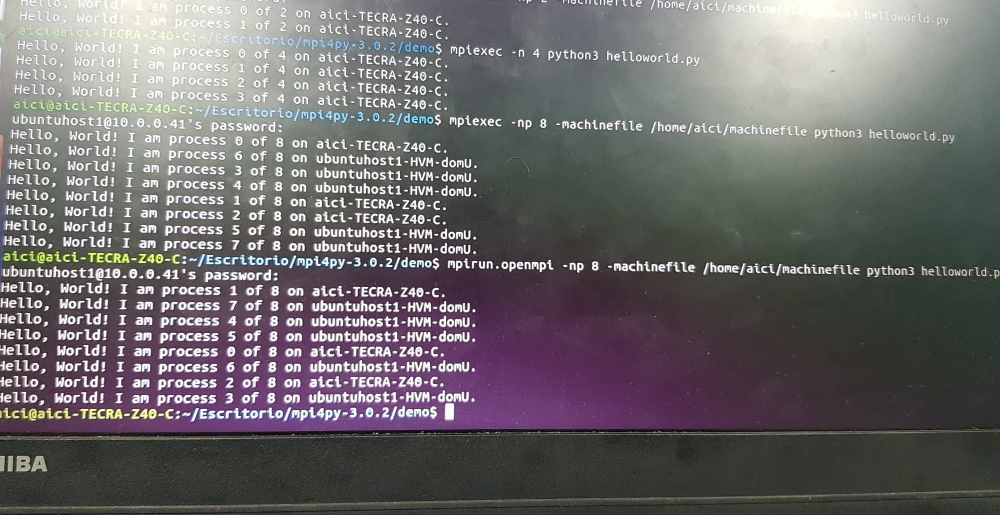 Hello, World! I am process 0 of 2 on aici-TECRA-Z40-C.
-machinefile /home/aici/machinefile python3 helloworld.py
Hello, World! I am process 1 of 2 on aici-TECRA-Z40-C.
aici@aici-TECRA-Z40-C:~/Escritorio/mpi4py-3.0.2/demo$ mpiexec -n 4 python3 helloworld.py
Hello, World! I am process 0 of 4 on aici-TECRA-Z40-C.
Hello, World! I am process 1 of 4 on aici-TECRA-Z40-C.
Hello, World! I am process 2 of 4 on aici-TECRA-Z40-C.
Hello, World! I am process 3 of 4 on aici-TECRA-Z40-C.
aici@aici-TECRA-Z40-C:~/Escritorio/mpi4py-3.0.2/demo$ mpiexec -np 8 -machinefile /home/aici/machinefile python3 helloworld.py
ubuntuhost1@10.0.0.41's password:
Hello, World! I am process 0 of 8 on aici-TECRA-Z40-C.
Hello, World! I am process 6 of 8 on ubuntuhost1-HVM-domU.
Hello, World! I am process 3 of 8 on ubuntuhost1-HVM-domU.
Hello, World! I am process 4 of 8 on ubuntuhost1-HVM-domU.
Hello, World! I am process 1 of 8 on aici-TECRA-Z40-C.
Hello, World! I am process 2 of 8 on aici-TECRA-Z40-C.
Hello, World! I am process 5 of 8 on ubuntuhost1-HVM-domU.
Hello, World! I am process 7 of 8 on ubuntuhost1-HVM-domU.
aici@aici-TECRA-Z40-C:~/Escritorio/mpi4py-3.0.2/demo$ mpirun.openmpi -np 8 -machinefile /home/aici/machinefile python3 helloworld.p
ubuntuhost1@10.0.0.41's password:
Hello, World! I am process 1 of 8 on aici-TECRA-Z40-C.
Hello, World! I am process 7 of 8 on ubuntuhost1-HVM-domU.
Hello, World! I am process 4 of 8 on ubuntuhost1-HVM-domU.
Hello, World! I am process 5 of 8 on ubuntuhost1-HVM-domU.
Hello, World! I am process 0 of 8 on aici-TECRA-Z40-C.
Hello, World! I am process 6 of 8 on ubuntuhost1-HVM-domU.
Hello, World! I am process 2 of 8 on aici-TECRA-Z40-C.
Hello, World! I am process 3 of 8 on ubuntuhost1-HVM-domU.
aici@aici-TECRA-Z40-C:~/Escritorio/mpi4py-3.0.2/demo$
HIBA